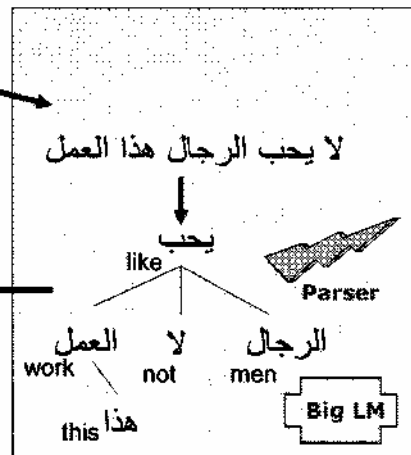 لا يحب الرجال هذا العمل
يحب
like
Parser
العمل لا الرجال
work not men
this هذا
Big LM